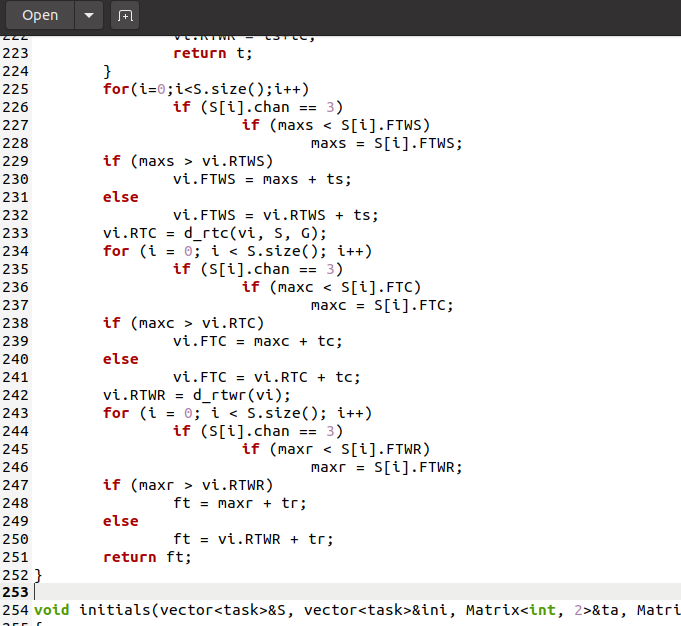 Open
222 vi.RTWR = ts+tc;
223 return t;
224 }
225 for(i=0;i<S.size();i++)
226 if (S[i].chan == 3)
227 if (maxs < S[i].FTWS)
228 maxs = S[i].FTWS;
229 if (maxs > vi.RTWS)
230 vi.FTWS = maxs + ts;
231 else
232 vi.FTWS = vi.RTWS + ts;
233 vi.RTC = d_rtc(vi, S, G);
234 for (i = 0; i < S.size(); i++)
235 if (S[i].chan == 3)
236 if (maxc < S[i].FTC)
237 maxc = S[i].FTC;
238 if (maxc > vi.RTC)
239 vi.FTC = maxc + tc;
240 else
241 vi.FTC = vi.RTC + tc;
242 vi.RTWR = d_rtwr(vi);
243 for (i = 0; i < S.size(); i++)
244 if (S[i].chan == 3)
245 if (maxr < S[i].FTWR)
246 maxr = S[i].FTWR;
247 if (maxr > vi.RTWR)
248 ft = maxr + tr;
249 else
250 ft = vi.RTWR + tr;
251 return ft;
252 }
253
254 void initials(vector<task>&S, vector<task>&ini, Matrix<int, 2>&ta, Matri